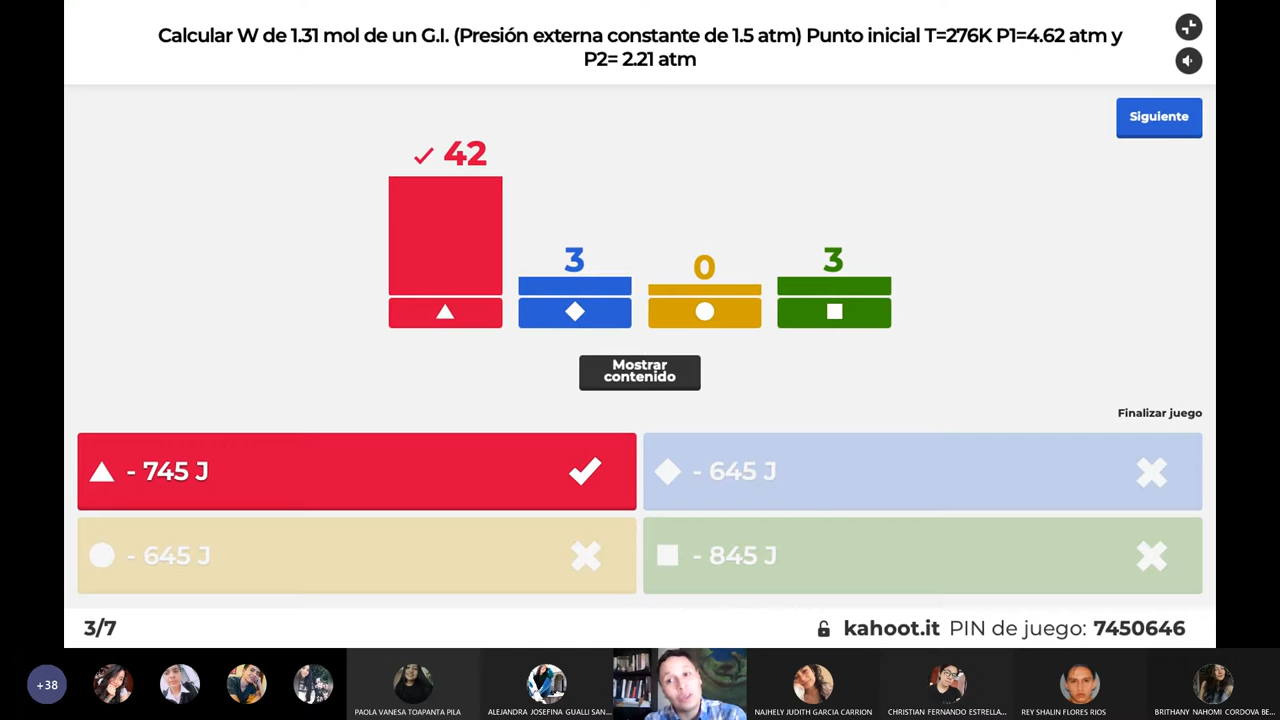 Calcular W de 1.31 mol de un G.I. (Presión externa constante de 1.5 atm) Punto inicial T=276K P1=4.62 atm y
P2= 2.21 atm
Siguiente
42
3
0
3
Mostrar
contenido
Finalizar juego
- 745 J
- 645 J
- 645 J
- 845 J
3/7
kahoot.it PIN de juego: 7450646
+38
PAOLA VANESA TOAPANTA PILA
ALEJANDRA JOSEFINA GUALLI SAN...
NAJHELY JUDITH GARCIA CARRION
CHRISTIAN FERNANDO ESTRELLA...
REY SHALIN FLORES RIOS
BRITHANY NAHOMI CORDOVA BE...